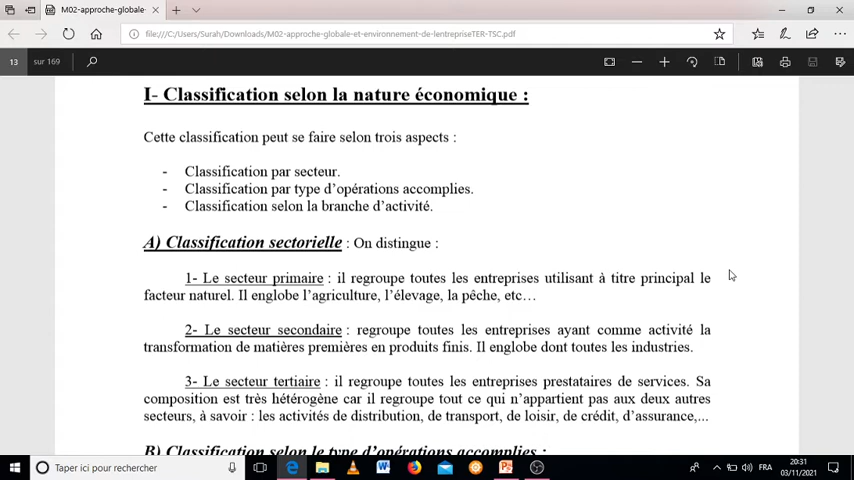 M02-approche-globale-
file:///C:/Users/Surah/Downloads/M02-approche-globale-et-environnement-de-lentrepriseTER-TSC.pdf
13 sur 169
I- Classification selon la nature économique :
Cette classification peut se faire selon trois aspects :
- Classification par secteur.
- Classification par type d’opérations accomplies.
- Classification selon la branche d’activité.
A) Classification sectorielle : On distingue :
1- Le secteur primaire : il regroupe toutes les entreprises utilisant à titre principal le
facteur naturel. Il englobe l’agriculture, l’élevage, la pêche, etc…
2- Le secteur secondaire : regroupe toutes les entreprises ayant comme activité la
transformation de matières premières en produits finis. Il englobe dont toutes les industries.
3- Le secteur tertiaire : il regroupe toutes les entreprises prestataires de services. Sa
composition est très hétérogène car il regroupe tout ce qui n’appartient pas aux deux autres
secteurs, à savoir : les activités de distribution, de transport, de loisir, de crédit, d’assurance,...
B) Classification selon le type d’opérations accomplies :
Taper ici pour rechercher
FRA
20:31
03/11/2021